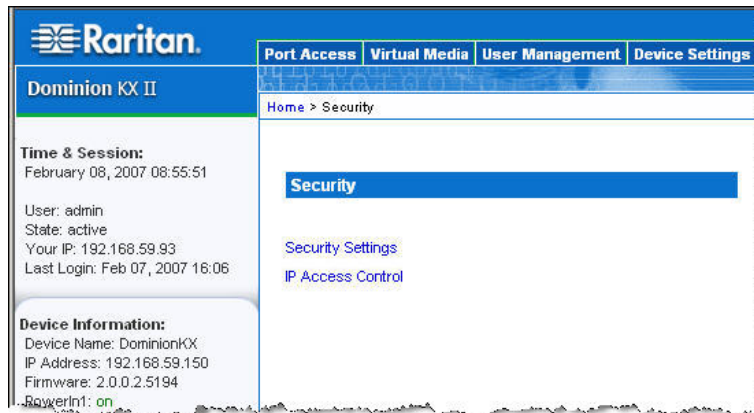 Raritan.
Port Access Virtual Media User Management Device Settings
Dominion KX II
Home > Security
Time & Session:
February 08, 2007 08:55:51
User: admin
State: active
Your IP: 192.168.59.93
Last Login: Feb 07, 2007 16:06
Security
Security Settings
IP Access Control
Device Information:
Device Name: DominionKX
IP Address: 192.168.59.150
Firmware: 2.0.0.2.5194
PowerIn1: on